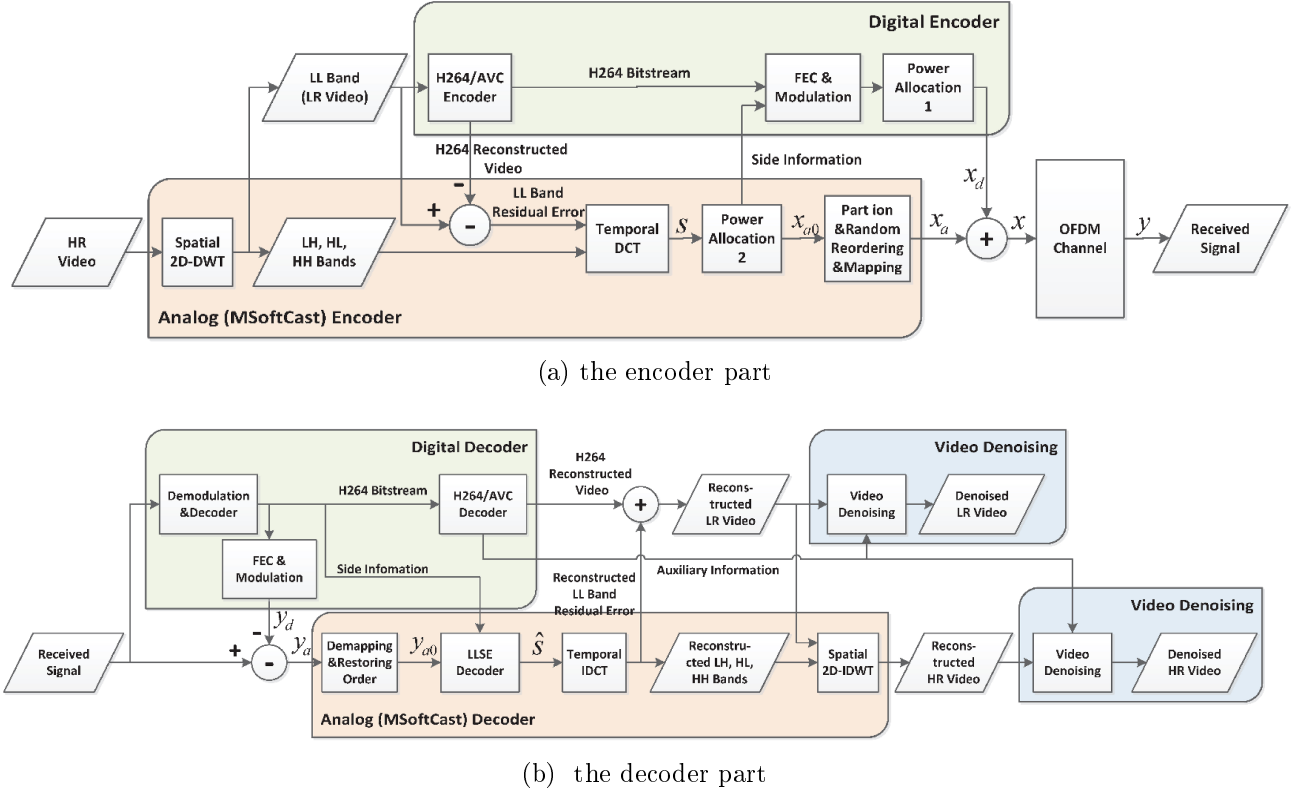 Digital Encoder
LL Band
(LR Video)
H264/AVC
Encoder
H264 Bitstream
FEC &
Modulation
Power
Allocation
1
H264 Reconstructed
Video
Side Information
x_d
-
+
-
LL Band
Residual Error
HR
Video
Spatial
2D-DWT
LH, HL,
HH Bands
Temporal
DCT
s
Power
Allocation
2
x_{a0}
Part ion
&Random
Reordering
&Mapping
x_a
+
x
OFDM
Channel
y
Received
Signal
Analog (MSoftCast) Encoder
(a) the encoder part
Digital Decoder
Demodulation
&Decoder
H264 Bitstream
H264/AVC
Decoder
H264
Reconstructed
Video
+
Recons-
tructed
LR Video
Video Denoising
Video
Denoising
Denoised
LR Video
FEC &
Modulation
Side Infomation
Auxiliary Information
Reconstructed
LL Band
Residual Error
y_d
-
+
-
y_a
Received
Signal
Demapping
&Restoring
Order
y_{a0}
LLSE
Decoder
ŝ
Temporal
IDCT
Reconstru-
cted LH, HL,
HH Bands
Spatial
2D-IDWT
Recons-
tructed
HR Video
Video Denoising
Video
Denoising
Denoised
HR Video
Analog (MSoftCast) Decoder
(b) the decoder part